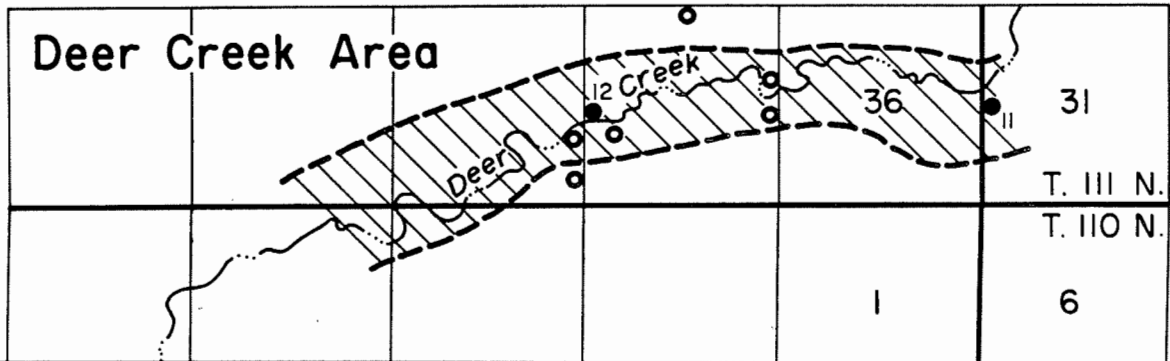 Deer Creek Area
12
Creek
36
31
11
Deer
T. 111 N.
T. 110 N.
1
6